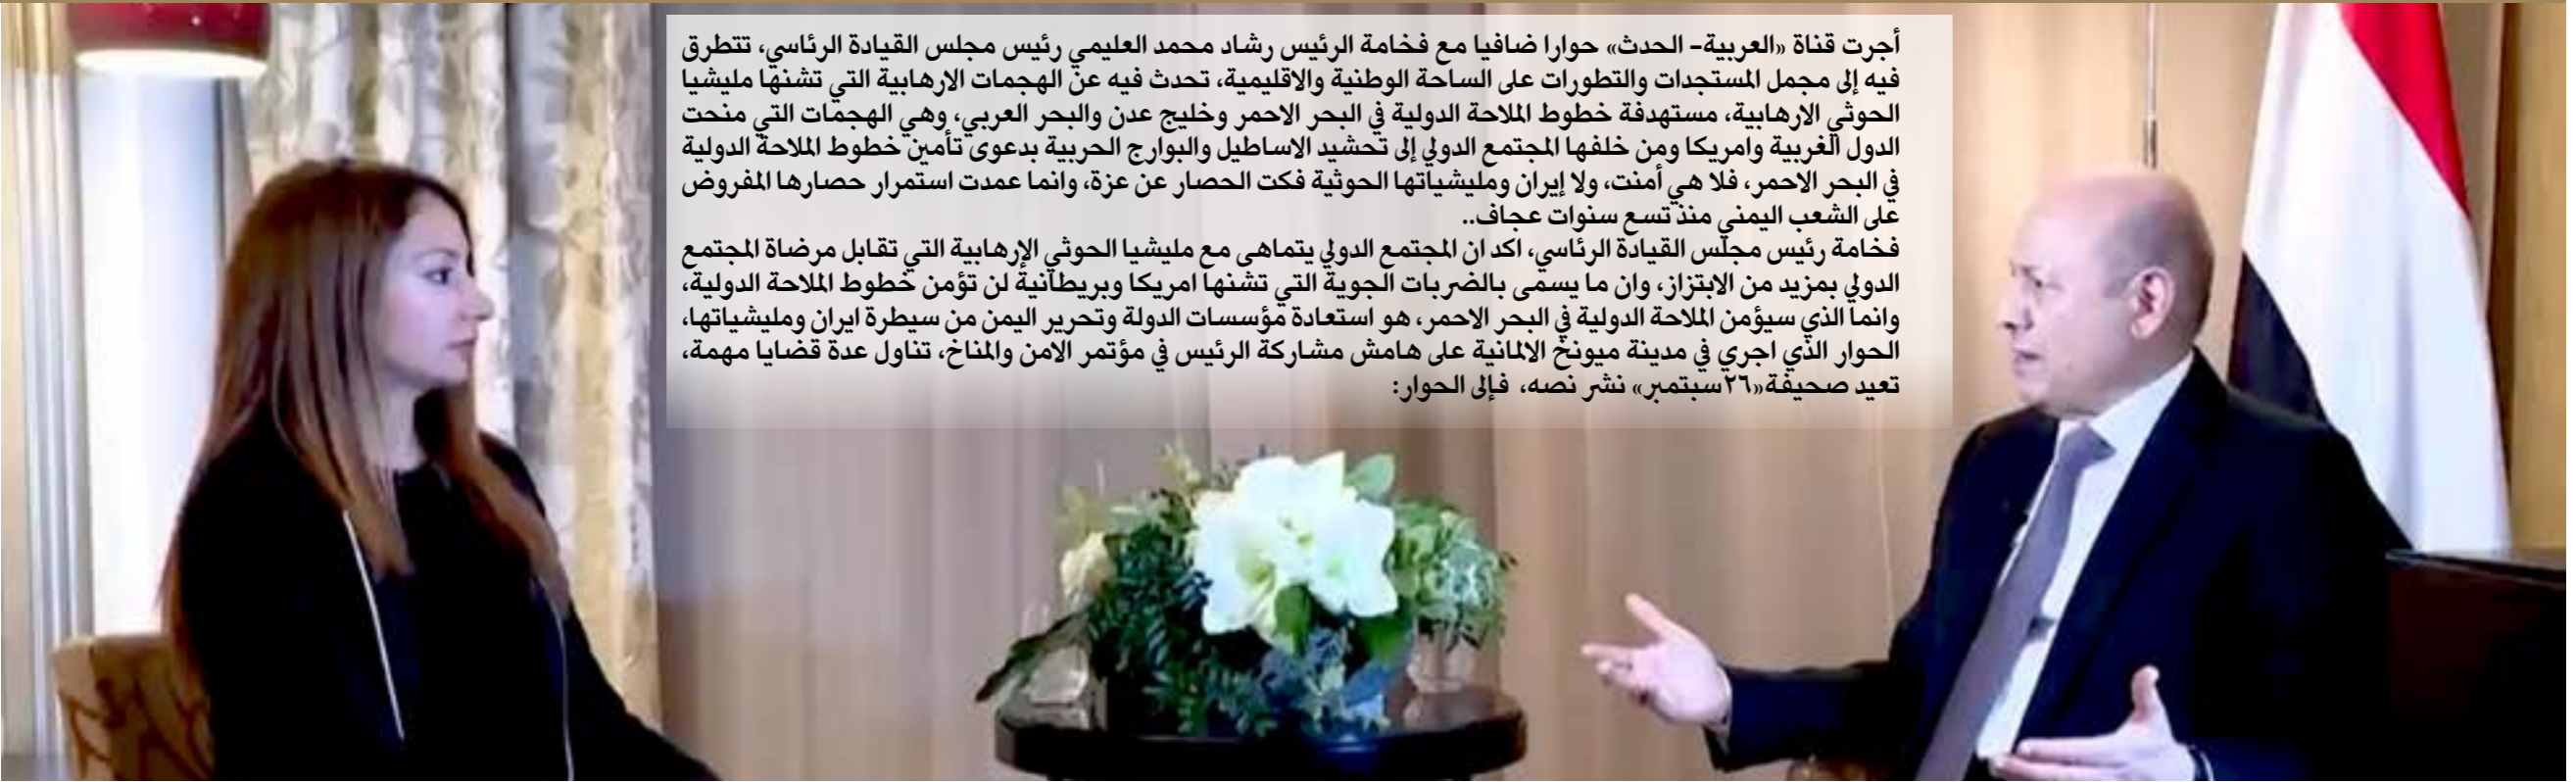 أجرت قناة «العربية- الحدث» حوارا ضافيا مع فخامة الرئيس رشاد محمد العليمي رئيس مجلس القيادة الرئاسي، تتطرق
فيه إلى مجمل المستجدات والتطورات على الساحة الوطنية والاقليمية، تحدث فيه عن الهجمات الارهابية التي تشنها مليشيا
الحوثي الارهابية، مستهدفة خطوط الملاحة الدولية في البحر الاحمر وخليج عدن والبحر العربي، وهي الهجمات التي منحت
الدول الغربية وامريكا ومن خلفها المجتمع الدولي إلى تحشيد الاساطيل والبوارج الحربية بدعوى تأمين خطوط الملاحة الدولية
في البحر الاحمر، فلا هي أمنت، ولا إيران ومليشياتها الحوثية فكت الحصار عن عزة، وانما عمدت استمرار حصارها المفروض
على الشعب اليمني منذ تسع سنوات عجاف..
فخامة رئيس مجلس القيادة الرئاسي، اكد ان المجتمع الدولي يتماهى مع مليشيا الحوثي الإرهابية التي تقابل مرضاة المجتمع
الدولي بمزيد من الابتزاز، وان ما يسمى بالضربات الجوية التي تشنها امريكا وبريطانية لن تؤمن خطوط الملاحة الدولية،
وانما الذي سيؤمن الملاحة الدولية في البحر الاحمر، هو استعادة مؤسسات الدولة وتحرير اليمن من سيطرة ايران ومليشياتها،
الحوار الذي اجري في مدينة ميونخ الالمانية على هامش مشاركة الرئيس في مؤتمر الامن والمناخ، تناول عدة قضايا مهمة،
تعيد صحيفة«٢٦سبتمبر» نشر نصه، فإلى الحوار: